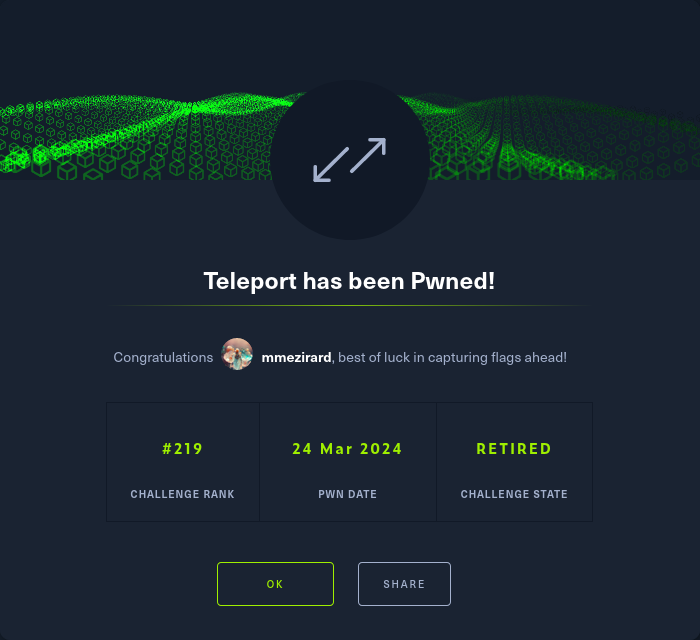 Teleport has been Pwned!
Congratulations mmezirard, best of luck in capturing flags ahead!
#219
CHALLENGE RANK
24 Mar 2024
PWN DATE
RETIRED
CHALLENGE STATE
OK
SHARE